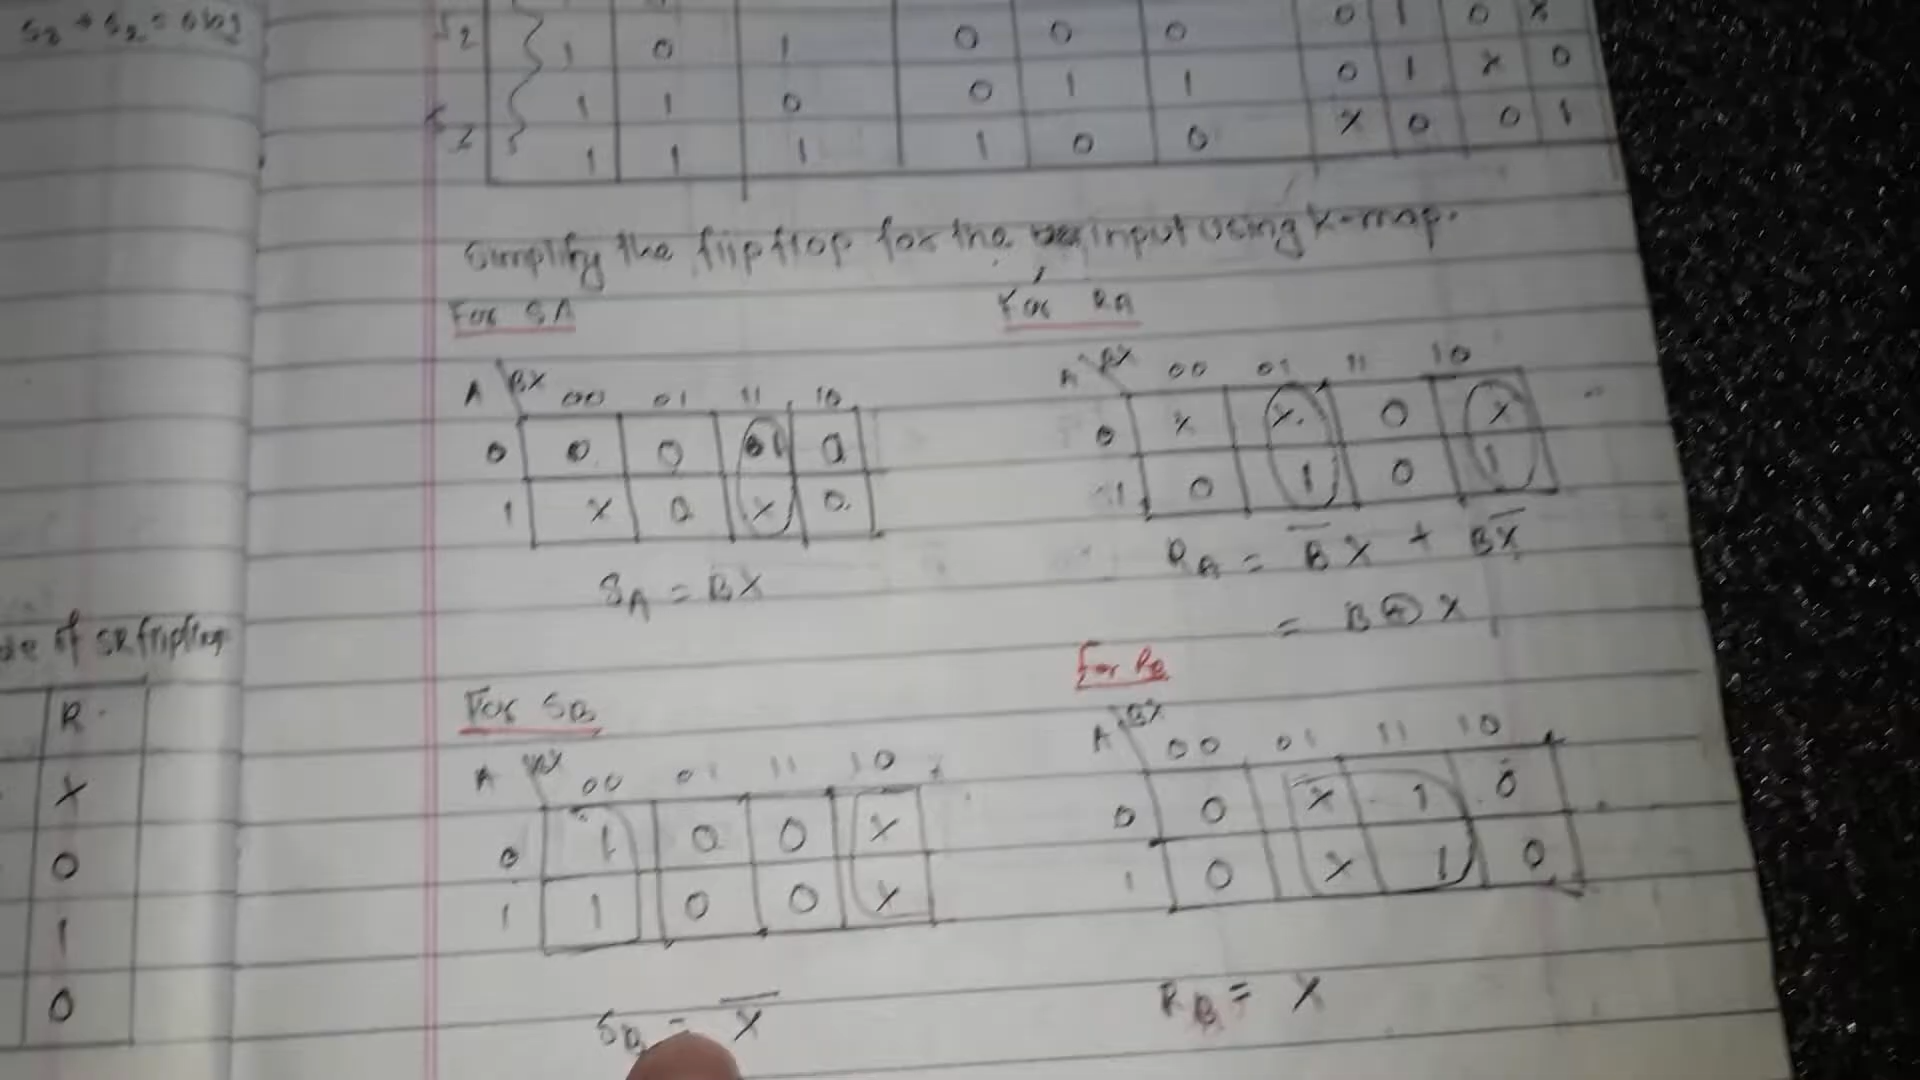 S2 { 1 0 1 0 0 0 0 1 0 x
{ 1 1 0 0 1 1 0 1 x 0
1 1 1 1 0 0 x 0 0 1
Simplify the flipflop for the input using k-map.
For SA
A BX 00 01 11 10
0 0 0 1 0
1 X 0 X 0
SA = BX
For RA
A BX 00 01 11 10
0 x x 0 x
1 0 1 0 1
RA = B̅X + BX̅
= B ⊕ X
For SB
A BX 00 01 11 10
0 1 0 0 x
1 1 0 0 x
SB = X̅
For RB
A BX 00 01 11 10
0 0 x 1 0
1 0 x 1 0
RB = X
of SR flipflop
R
X
0
1
0